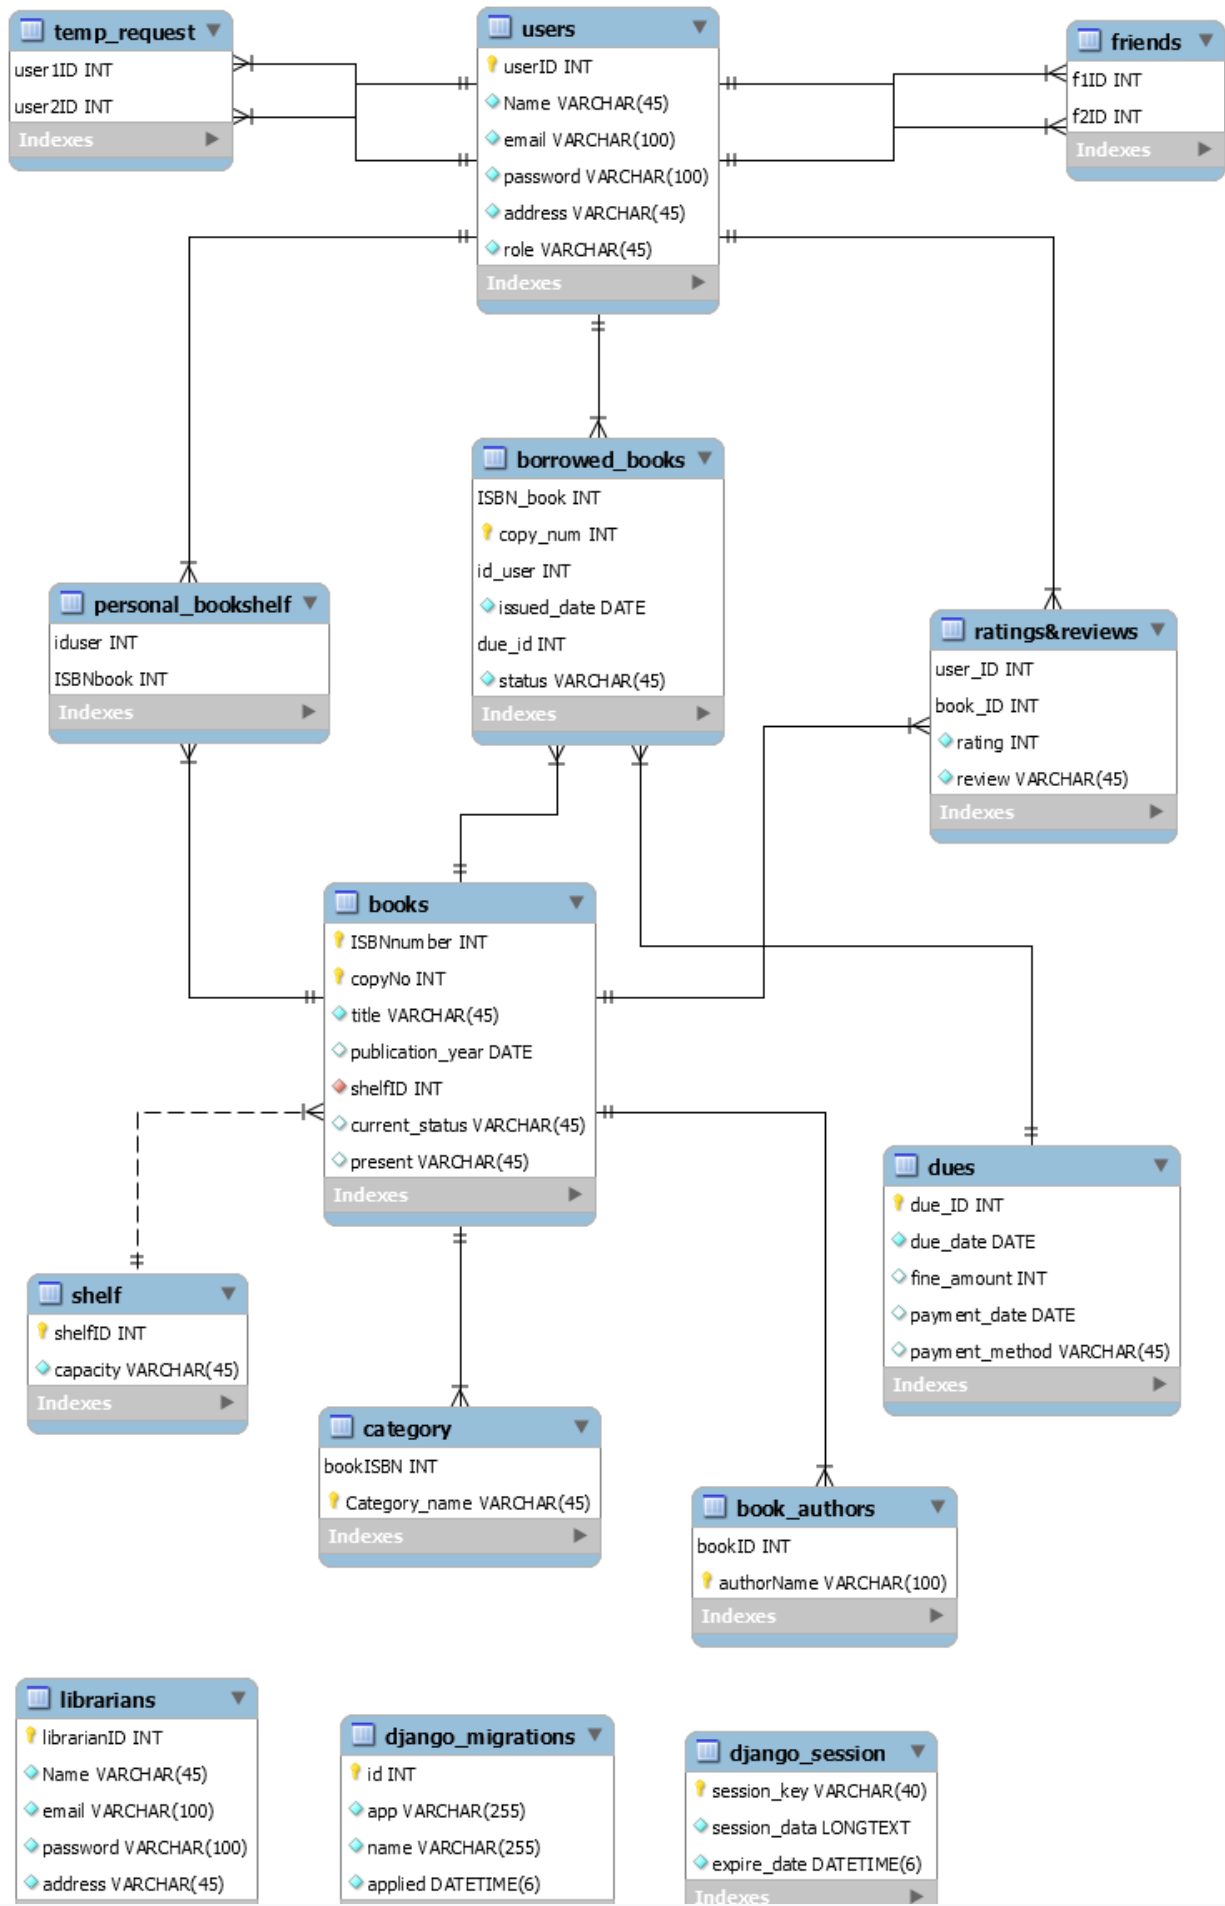 temp_request
user1ID INT
user2ID INT
Indexes
users
userID INT
Name VARCHAR(45)
email VARCHAR(100)
password VARCHAR(100)
address VARCHAR(45)
role VARCHAR(45)
Indexes
friends
f1ID INT
f2ID INT
Indexes
borrowed_books
ISBN_book INT
copy_num INT
id_user INT
issued_date DATE
due_id INT
status VARCHAR(45)
Indexes
personal_bookshelf
iduser INT
ISBNbook INT
Indexes
ratings&reviews
user_ID INT
book_ID INT
rating INT
review VARCHAR(45)
Indexes
books
ISBNnumber INT
copyNo INT
title VARCHAR(45)
publication_year DATE
shelfID INT
current_status VARCHAR(45)
present VARCHAR(45)
Indexes
dues
due_ID INT
due_date DATE
fine_amount INT
payment_date DATE
payment_method VARCHAR(45)
Indexes
shelf
shelfID INT
capacity VARCHAR(45)
Indexes
category
bookISBN INT
Category_name VARCHAR(45)
Indexes
book_authors
bookID INT
authorName VARCHAR(100)
Indexes
librarians
librarianID INT
Name VARCHAR(45)
email VARCHAR(100)
password VARCHAR(100)
address VARCHAR(45)
django_migrations
id INT
app VARCHAR(255)
name VARCHAR(255)
applied DATETIME(6)
django_session
session_key VARCHAR(40)
session_data LONGTEXT
expire_date DATETIME(6)
Indexes